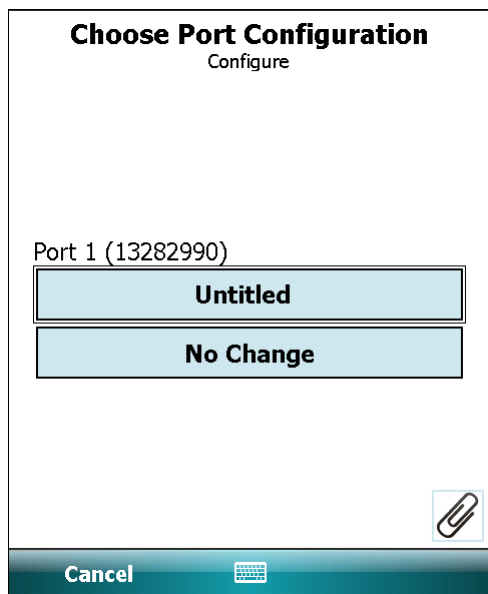 Choose Port Configuration
Configure
Port 1 (13282990)
Untitled
No Change
Cancel